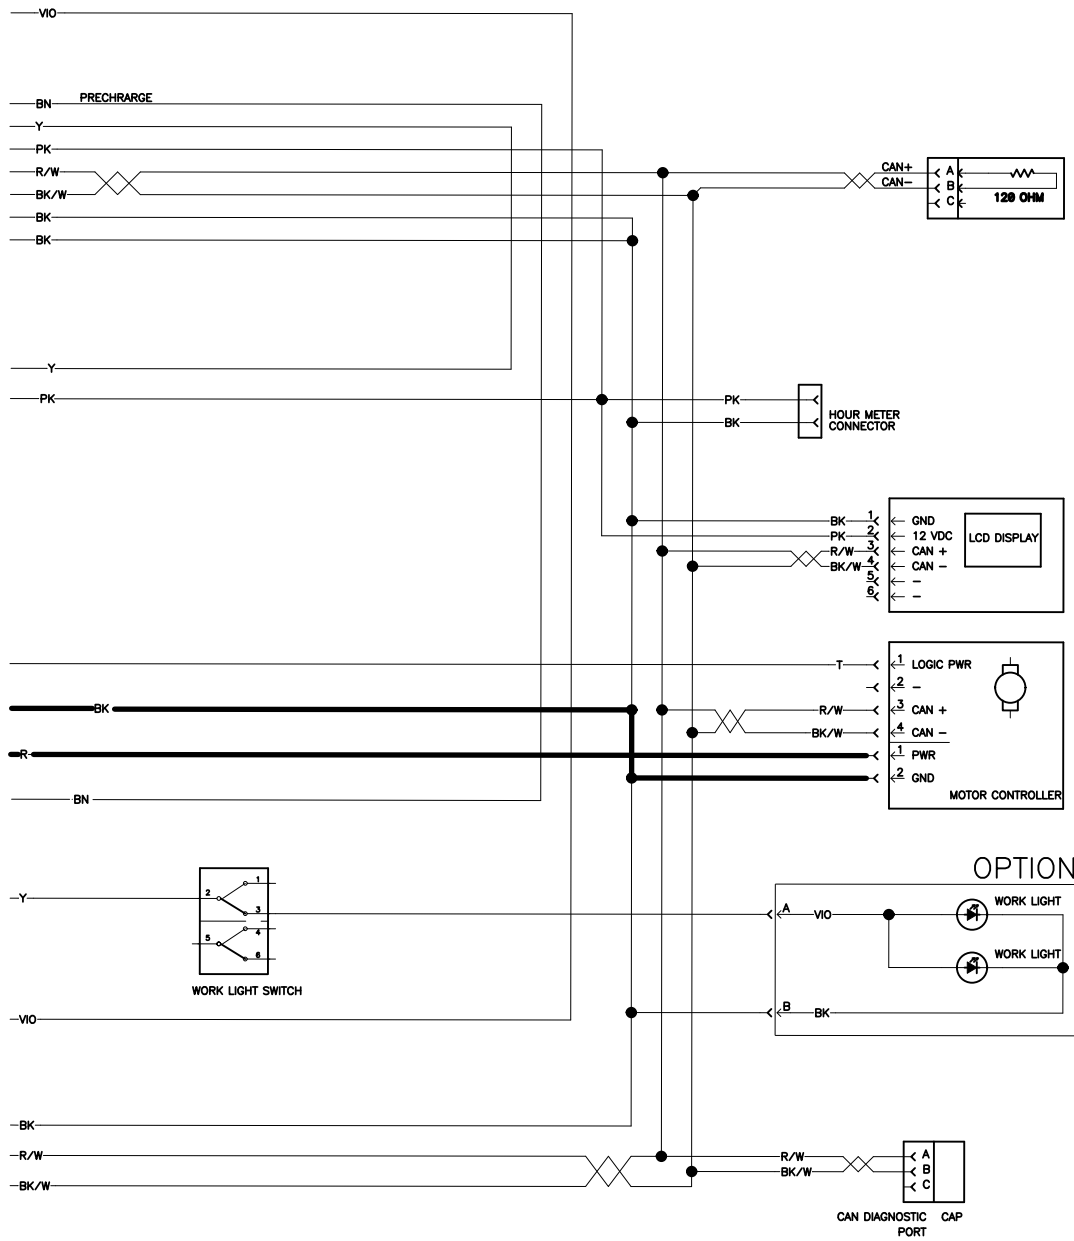 VIO
BN PRECHRARGE
Y
PK
R/W CAN+ A
BK/W CAN- B
120 OHM
C
BK
BK
Y
PK PK
BK
HOUR METER
CONNECTOR
BK 1 GND
PK 2 12 VDC
LCD DISPLAY
R/W 3 CAN +
BK/W 4 CAN -
5 -
6 -
T 1 LOGIC PWR
2 -
BK R/W 3 CAN +
BK/W 4 CAN -
R 1 PWR
2 GND
MOTOR CONTROLLER
BN
OPTION
Y 2 1
3
5 4
6
WORK LIGHT SWITCH
A VIO WORK LIGHT
WORK LIGHT
B BK
VIO
BK
R/W R/W A
BK/W BK/W B
C
CAN DIAGNOSTIC
PORT
CAP